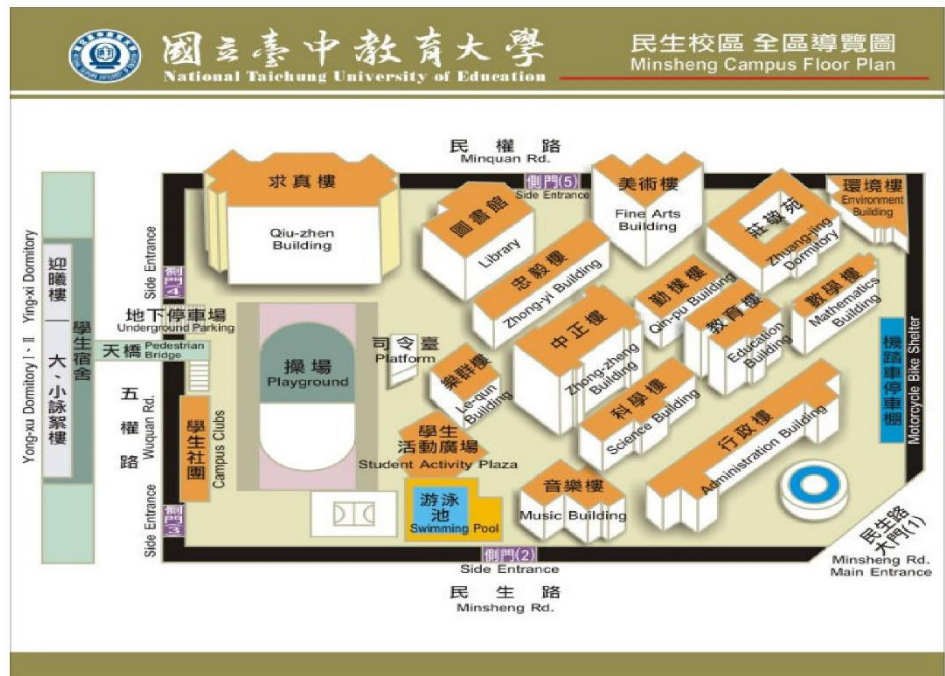 國立臺中教育大學
National Taichung University of Education
民生校區 全區導覽圖
Minsheng Campus Floor Plan
民權路
Minquan Rd.
求真樓
Qiu-zhen
Building
側門(5)
Side Entrance
美術樓
Fine Arts
Building
環境樓
Environment
Building
圖書館
Library
莊敬苑
Zhuang-jing
Dormitory
忠毅樓
Zhong-yi Building
勤樸樓
Qin-pu Building
數學樓
Mathematics
Building
教育樓
Education
Building
中正樓
Zhong-zheng
Building
Side Entrance
側門4
地下停車場
Underground Parking
天橋
Pedestrian
Bridge
Yong-xu Dormitory I、II Ying-xi Dormitory
迎曦樓
大、小詠絮樓
學生宿舍
五權路
Wuquan Rd.
操場
Playground
司令臺
Platform
樂群樓
Le-qun
Building
科學樓
Science Building
行政樓
Administration Building
機踏車停車棚
Motorcycle Bike Shelter
學生社團
Campus Clubs
學生
活動廣場
Student Activity Plaza
Side Entrance
側門3
游泳
池
Swimming Pool
音樂樓
Music Building
側門(2)
Side Entrance
民生路
大門(1)
Minsheng Rd.
Main Entrance
民生路
Minsheng Rd.